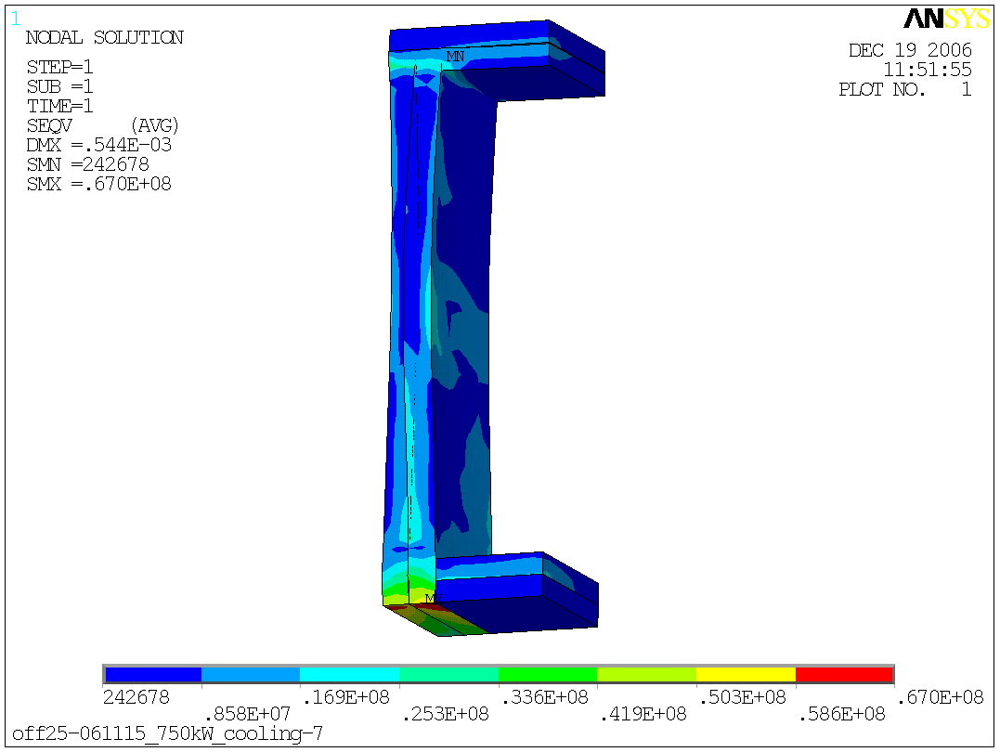 1
ANSYS
NODAL SOLUTION
DEC 19 2006
11:51:55
PLOT NO. 1
STEP=1
SUB =1
TIME=1
SEQV (AVG)
DMX =.544E-03
SMN =242678
SMX =.670E+08
MN
MX
242678 .169E+08 .336E+08 .503E+08 .670E+08
.858E+07 .253E+08 .419E+08 .586E+08
off25-061115_750kW_cooling-7